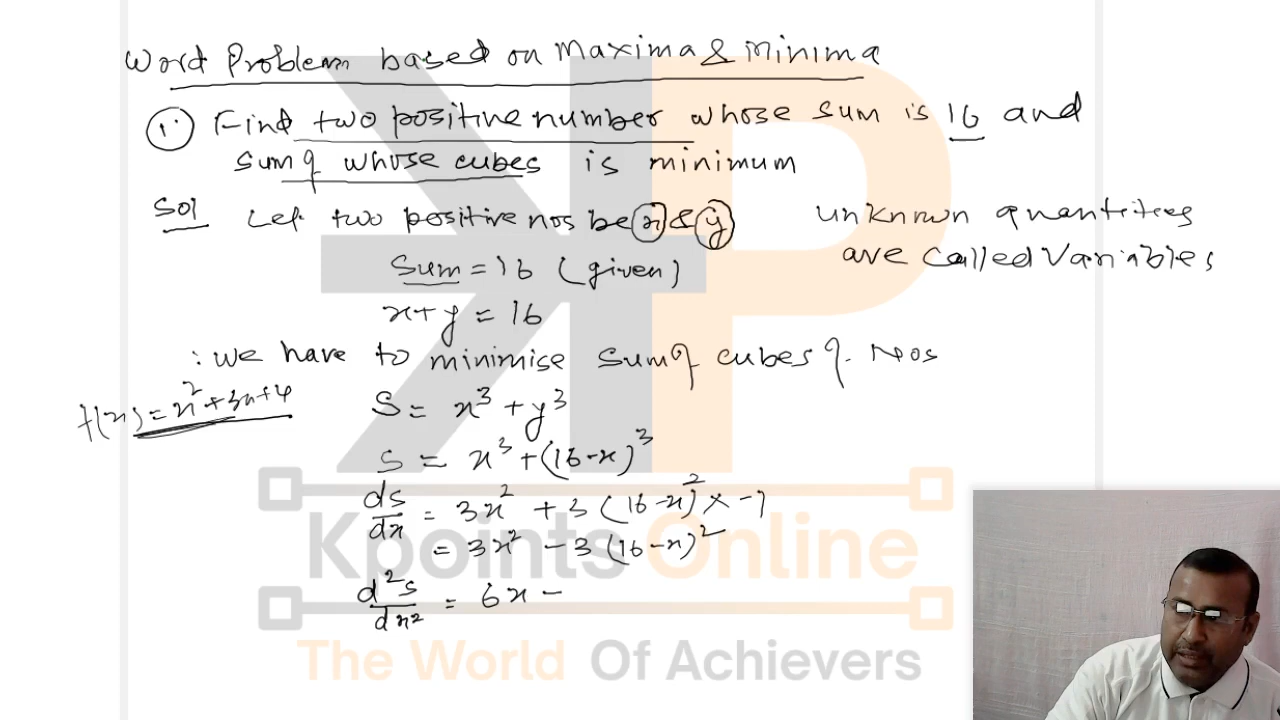 Word Problem based on Maxima & Minima
1) Find two positive number whose sum is 16 and
sum of whose cubes is minimum
Sol Let two positive nos be x & y
unknown quantities
are called Variables
Sum = 16 (given)
x+y = 16
: we have to minimise sum of cubes of. Nos
f(x) = x² + 3x + 4
S = x³ + y³
S = x³ + (16-x)³
ds/dx = 3x² + 3(16-x)² × -1
= 3x² - 3(16-x)²
d²s/dx² = 6x -
Kpoints Online
The World Of Achievers